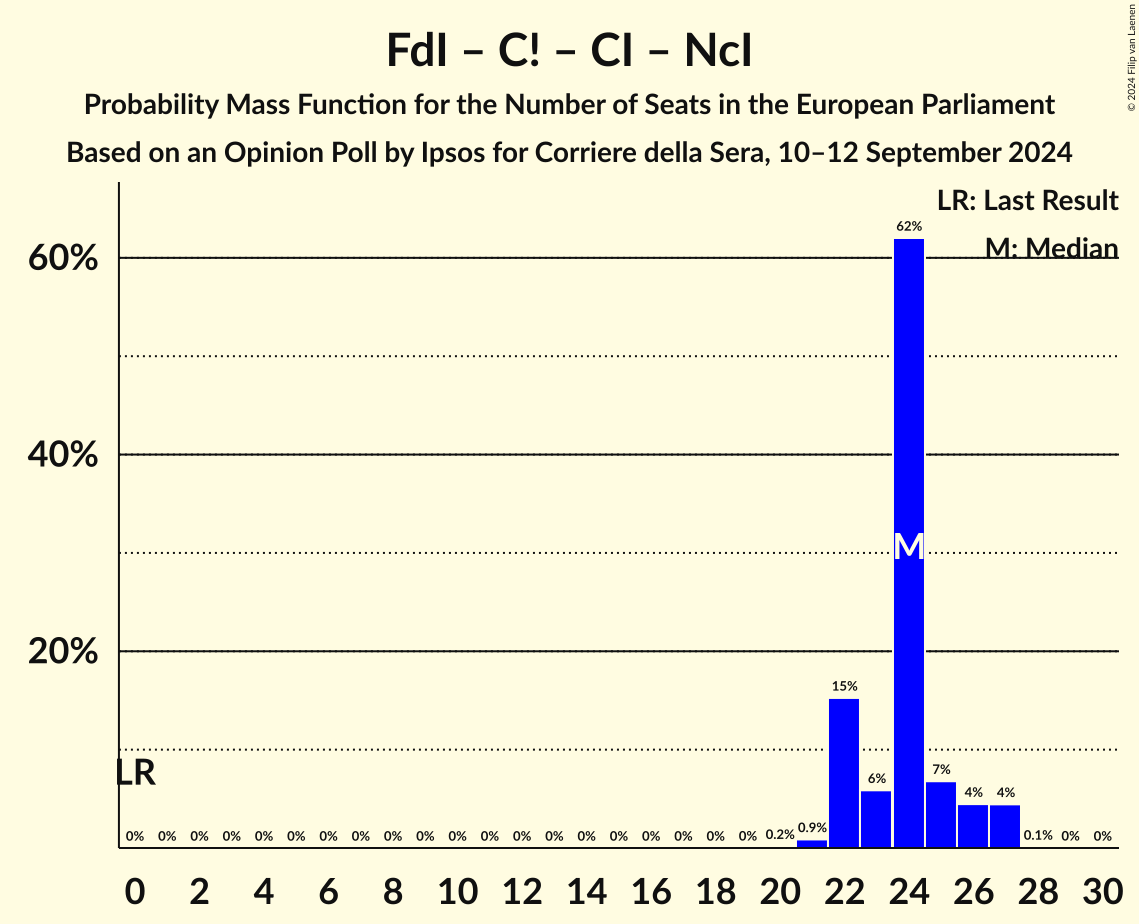 FdI – C! – CI – NcI
Probability Mass Function for the Number of Seats in the European Parliament
Based on an Opinion Poll by Ipsos for Corriere della Sera, 10–12 September 2024
© 2024 Filip van Laenen
LR: Last Result
M: Median
60%
40%
20%
62%
M
15%
6%
7%
4%
4%
LR
0% 0% 0% 0% 0% 0% 0% 0% 0% 0% 0% 0% 0% 0% 0% 0% 0% 0% 0% 0% 0.2% 0.9% 0.1% 0% 0%
0 2 4 6 8 10 12 14 16 18 20 22 24 26 28 30